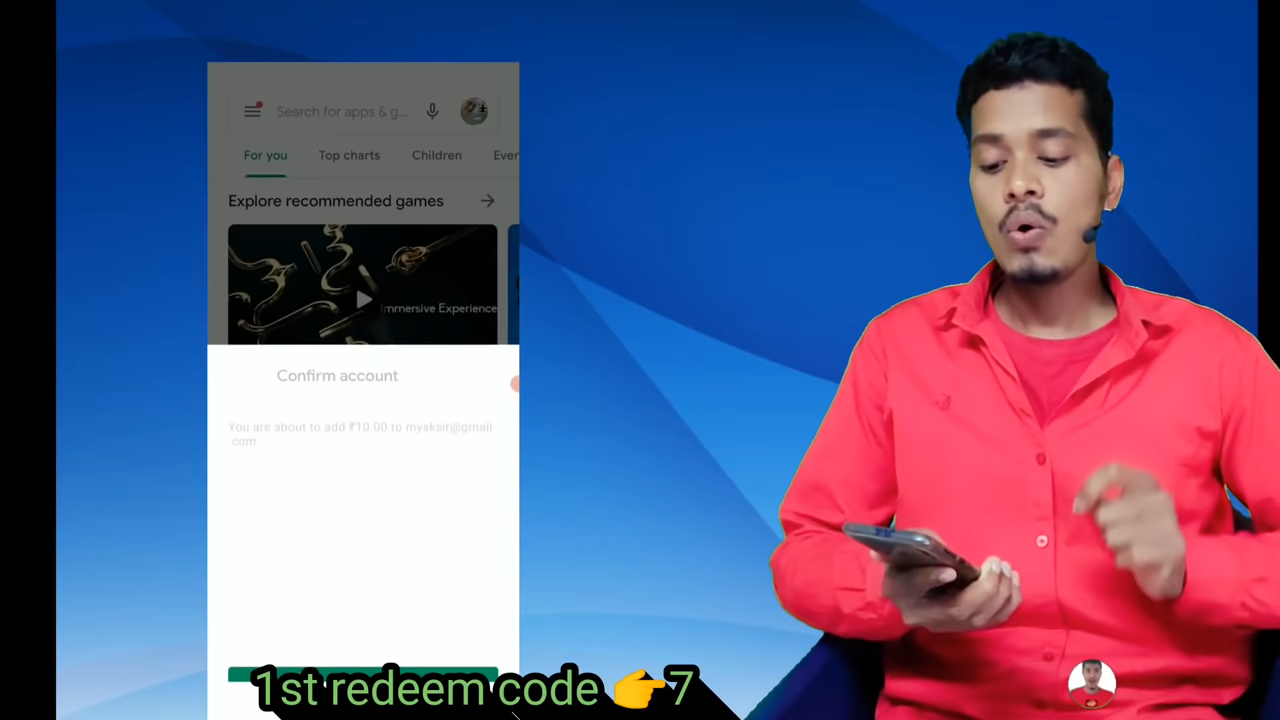 Search for apps & g...
For you Top charts Children Ever
Explore recommended games
Immersive Experience
Confirm account
You are about to add ₹10.00 to mysksir@gmail
.com
1st redeem code 👉7